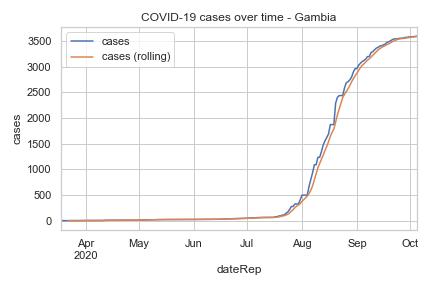 COVID-19 cases over time - Gambia
cases
cases (rolling)
3500
3000
2500
2000
1500
1000
500
0
cases
Apr
2020
May
Jun
Jul
Aug
Sep
Oct
dateRep